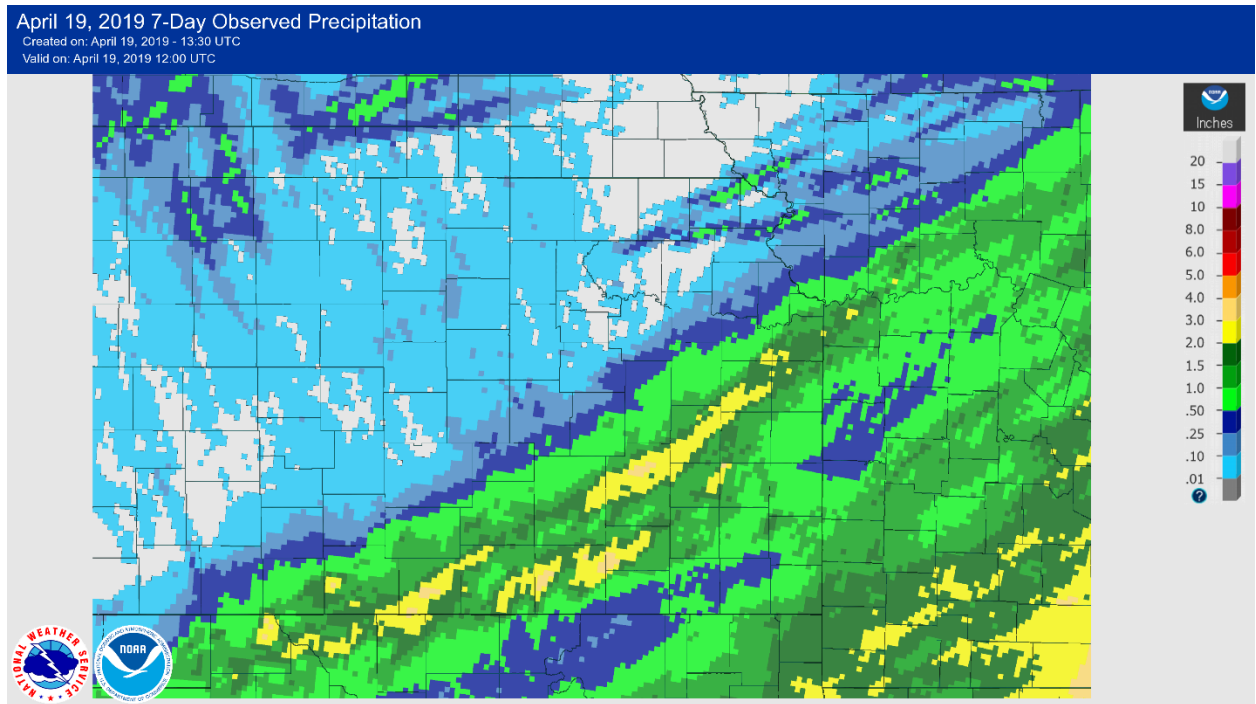 April 19, 2019 7-Day Observed Precipitation
Created on: April 19, 2019 - 13:30 UTC
Valid on: April 19, 2019 12:00 UTC
NOAA
Inches
20
15
10
8.0
6.0
5.0
4.0
3.0
2.0
1.5
1.0
.50
.25
.10
.01
?
NATIONAL WEATHER SERVICE
NOAA